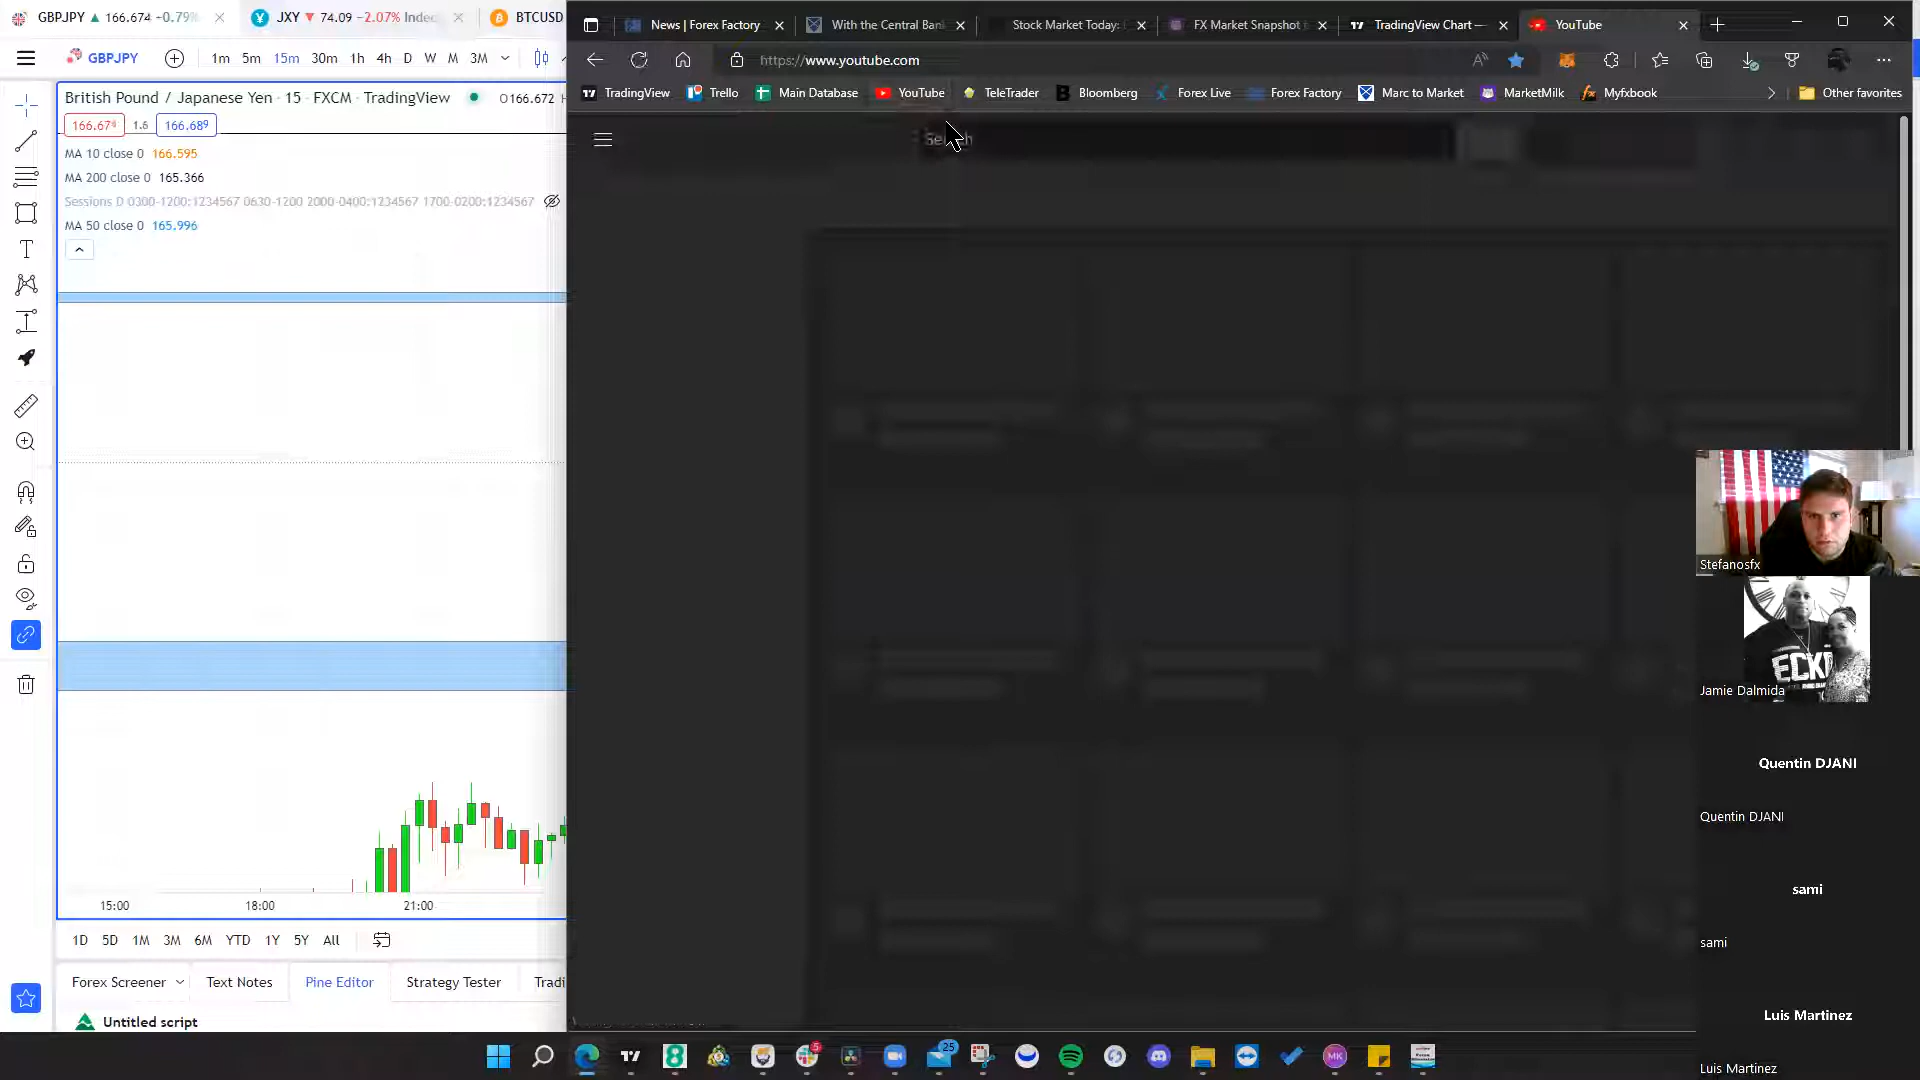 GBPJPY ▲ 166.674 −0.79%
JXY ▼ 74.09 −2.07% Index
BTCUSD
News | Forex Factory
With the Central Ban
Stock Market Today:
FX Market Snapshot
TradingView Chart —
YouTube
GBPJPY
1m 5m 15m 30m 1h 4h D W M 3M
https://www.youtube.com
TradingView
Trello
Main Database
YouTube
TeleTrader
Bloomberg
Forex Live
Forex Factory
Marc to Market
MarketMilk
Myfxbook
Other favorites
British Pound / Japanese Yen · 15 · FXCM · TradingView
O166.672
166.674 1.6 166.689
MA 10 close 0 166.595
MA 200 close 0 165.366
Sessions D 0300-1200:1234567 0630-1200 2000-0400:1234567 1700-0200:1234567
MA 50 close 0 165.996
Search
ECKO
Stefanosfx
Jamie Dalmida
Quentin DJANI
Quentin DJANI
sami
sami
Luis Martinez
Luis Martinez
15:00 18:00 21:00
1D 5D 1M 3M 6M YTD 1Y 5Y All
Forex Screener
Text Notes
Pine Editor
Strategy Tester
Tradi
Untitled script
5
25
MK